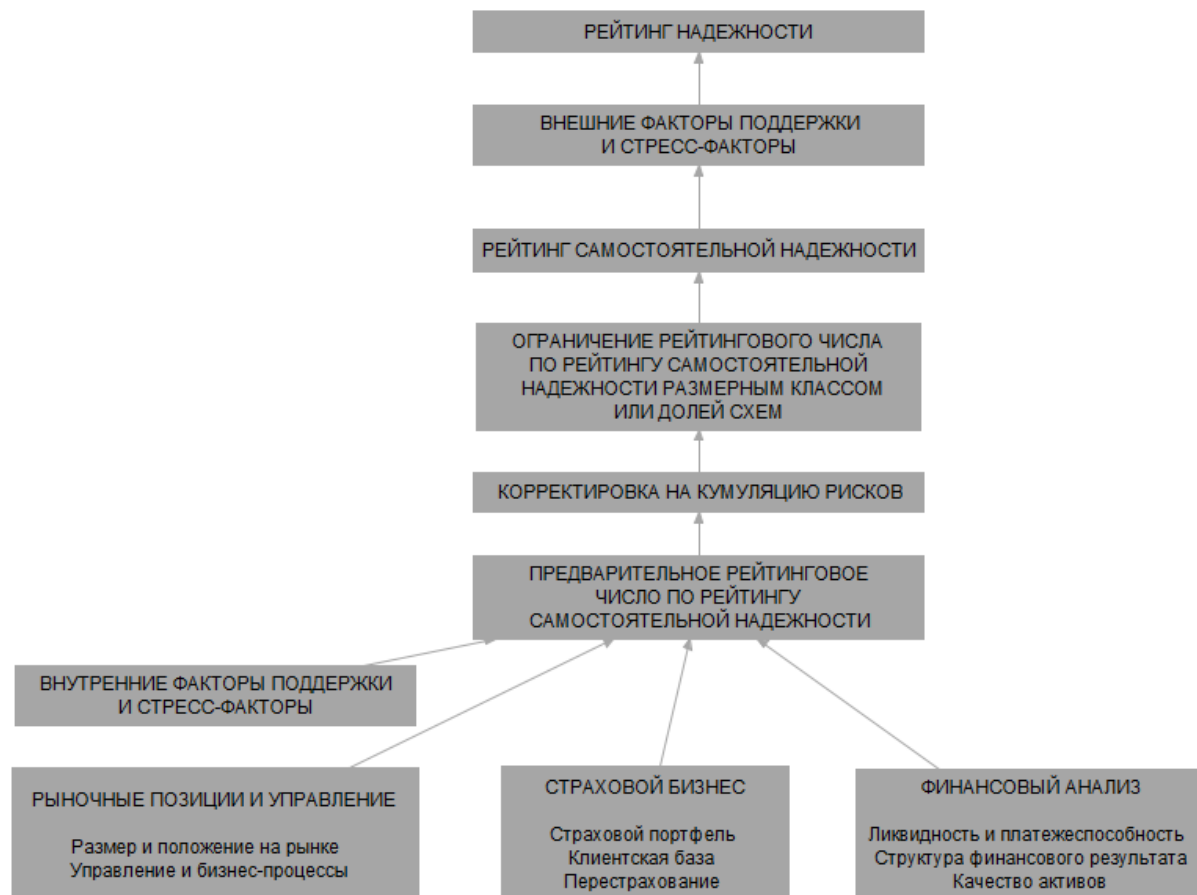 РЕЙТИНГ НАДЕЖНОСТИ
ВНЕШНИЕ ФАКТОРЫ ПОДДЕРЖКИ
И СТРЕСС-ФАКТОРЫ
РЕЙТИНГ САМОСТОЯТЕЛЬНОЙ НАДЕЖНОСТИ
ОГРАНИЧЕНИЕ РЕЙТИНГОВОГО ЧИСЛА
ПО РЕЙТИНГУ САМОСТОЯТЕЛЬНОЙ
НАДЕЖНОСТИ РАЗМЕРНЫМ КЛАССОМ
ИЛИ ДОЛЕЙ СХЕМ
КОРРЕКТИРОВКА НА КУМУЛЯЦИЮ РИСКОВ
ПРЕДВАРИТЕЛЬНОЕ РЕЙТИНГОВОЕ
ЧИСЛО ПО РЕЙТИНГУ
САМОСТОЯТЕЛЬНОЙ НАДЕЖНОСТИ
ВНУТРЕННИЕ ФАКТОРЫ ПОДДЕРЖКИ
И СТРЕСС-ФАКТОРЫ
РЫНОЧНЫЕ ПОЗИЦИИ И УПРАВЛЕНИЕ
Размер и положение на рынке
Управление и бизнес-процессы
СТРАХОВОЙ БИЗНЕС
Страховой портфель
Клиентская база
Перестрахование
ФИНАНСОВЫЙ АНАЛИЗ
Ликвидность и платежеспособность
Структура финансового результата
Качество активов